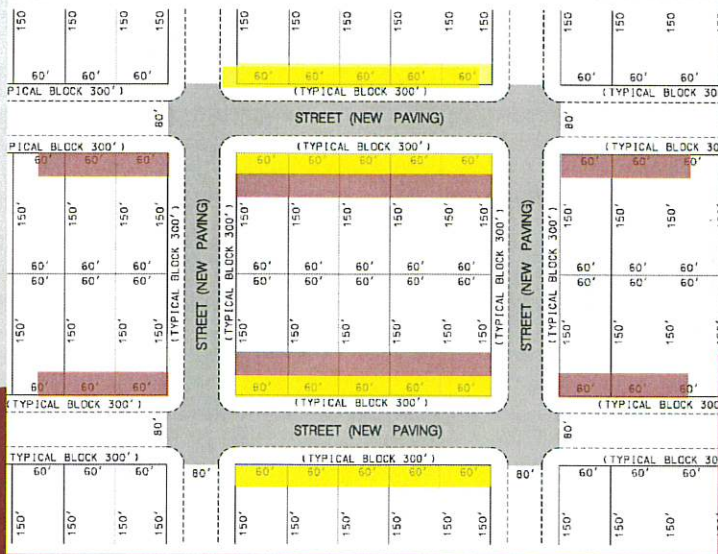 150' 150' 150' 150' 150' 150' 150' 150' 150' 150' 150'
60' 60' 60' 60' 60' 60' 60' 60' 60' 60' 60'
PICAL BLOCK 300') (TYPICAL BLOCK 300') (TYPICAL BLOCK 300
80' STREET (NEW PAVING) 80'
PICAL BLOCK 300') (TYPICAL BLOCK 300') (TYPICAL BLOCK 300
60' 60' 60' 60' 60' 60' 60' 60' 60' 60' 60'
150' 150' 150' 150' 150' 150' 150' 150' 150' 150' 150' 150'
(TYPICAL BLOCK 300')
STREET (NEW PAVING)
(TYPICAL BLOCK 300')
(TYPICAL BLOCK 300')
STREET (NEW PAVING)
(TYPICAL BLOCK 300')
60' 60' 60' 60' 60' 60' 60' 60' 60' 60' 60'
60' 60' 60' 60' 60' 60' 60' 60' 60' 60' 60'
150' 150' 150' 150' 150' 150' 150' 150' 150' 150' 150' 150'
60' 60' 60' 60' 60' 60' 60' 60' 60' 60' 60'
(TYPICAL BLOCK 300') (TYPICAL BLOCK 300') (TYPICAL BLOCK 300
80' STREET (NEW PAVING) 80'
(TYPICAL BLOCK 300') (TYPICAL BLOCK 300') (TYPICAL BLOCK 300
60' 60' 60' 80' 60' 60' 60' 60' 60' 80' 60' 60' 60'
150' 150' 150' 150' 150' 150' 150' 150' 150' 150' 150' 150'